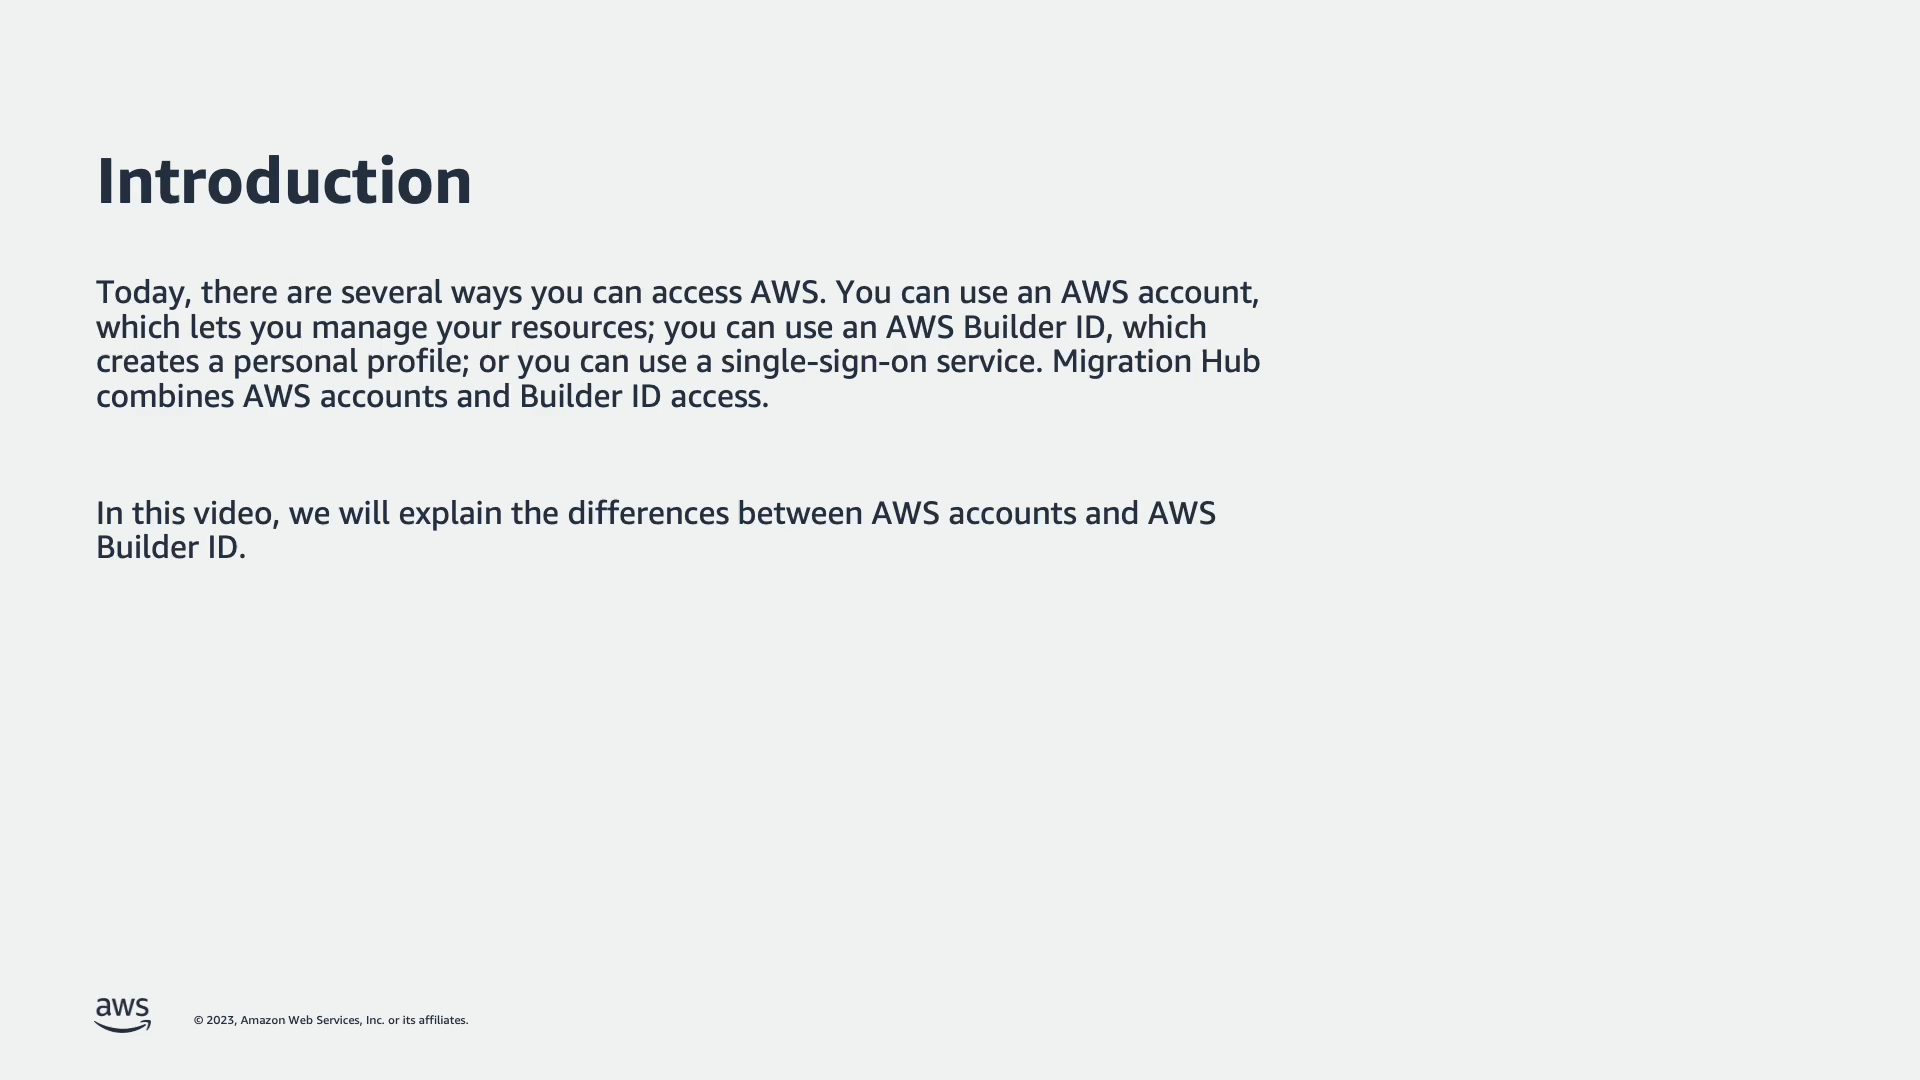 Introduction
Today, there are several ways you can access AWS. You can use an AWS account,
which lets you manage your resources; you can use an AWS Builder ID, which
creates a personal profile; or you can use a single-sign-on service. Migration Hub
combines AWS accounts and Builder ID access.
In this video, we will explain the differences between AWS accounts and AWS
Builder ID.
aws
© 2023, Amazon Web Services, Inc. or its affiliates.